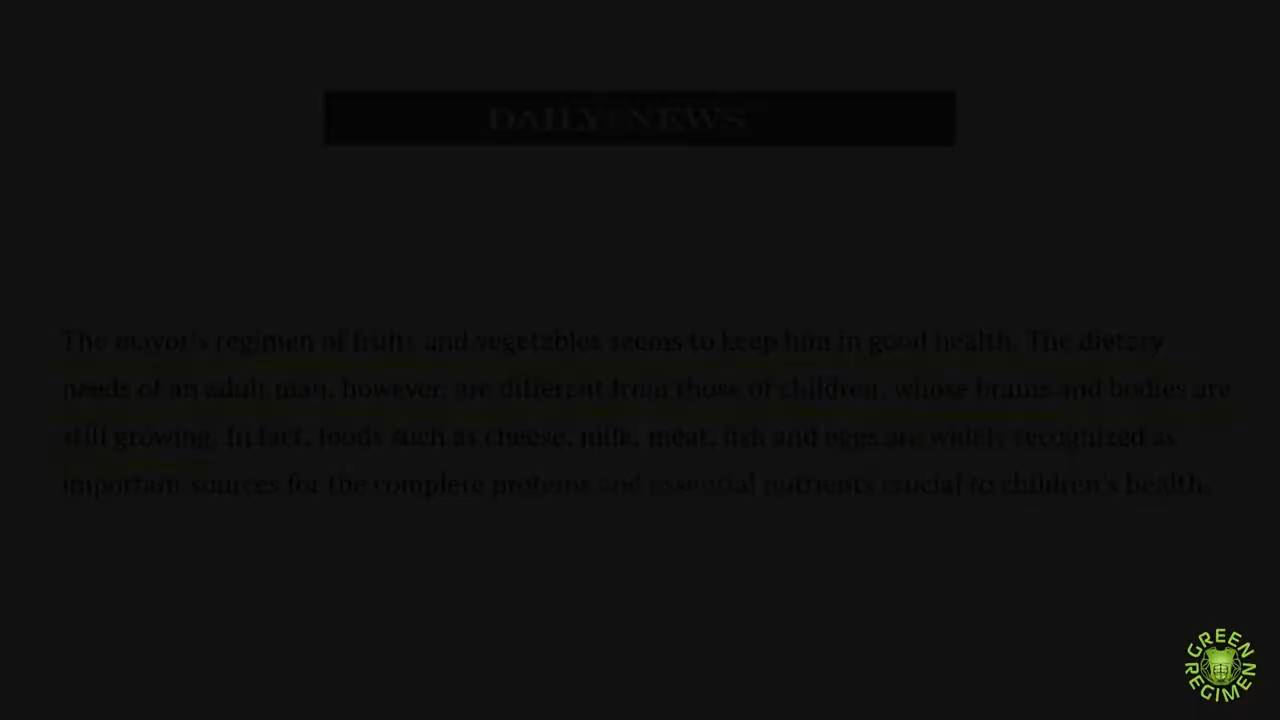 DAILY NEWS
The mayor's regimen of fruits and vegetables seems to keep him in good health. The dietary
needs of an adult man, however, are different from those of children, whose brains and bodies are
still growing. In fact, foods such as cheese, milk, meat, fish and eggs are widely recognized as
important sources for the complete proteins and essential nutrients crucial to children's health.
GREEN
REGIMEN